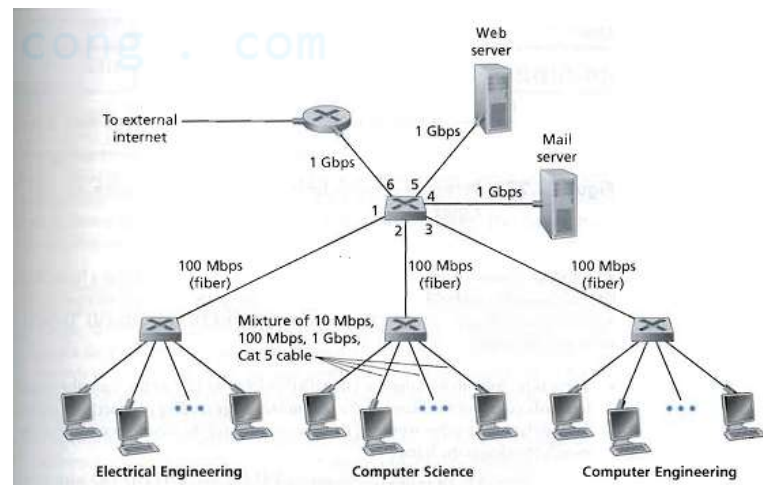 cong . com
Web
server
To external
internet
1 Gbps
1 Gbps
Mail
server
1 Gbps
6 5
4
1
2
3
100 Mbps
(fiber)
100 Mbps
(fiber)
100 Mbps
(fiber)
Mixture of 10 Mbps,
100 Mbps, 1 Gbps,
Cat 5 cable
Electrical Engineering
Computer Science
Computer Engineering